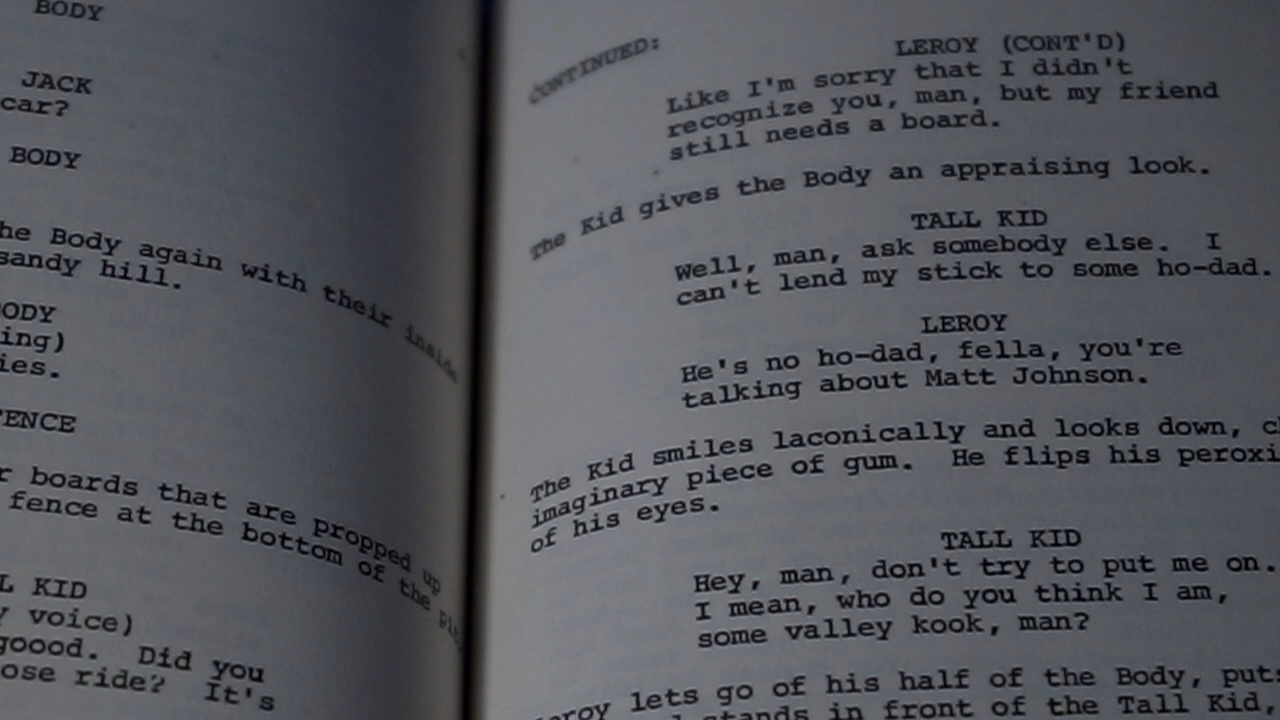 BODY
JACK
car?
BODY
he Body again with their inside
sandy hill.
ODY
ing)
ies.
ENCE
r boards that are propped up
fence at the bottom of the
L KID
y voice)
goood.  Did you
ose ride?  It's
CONTINUED:
LEROY (CONT'D)
Like I'm sorry that I didn't
recognize you, man, but my friend
still needs a board.
The Kid gives the Body an appraising look.
TALL KID
Well, man, ask somebody else.  I
can't lend my stick to some ho-dad.
LEROY
He's no ho-dad, fella, you're
talking about Matt Johnson.
The Kid smiles laconically and looks down, c
imaginary piece of gum.  He flips his peroxi
of his eyes.
TALL KID
Hey, man, don't try to put me on.
I mean, who do you think I am,
some valley kook, man?
eroy lets go of his half of the Body, puts
stands in front of the Tall Kid,